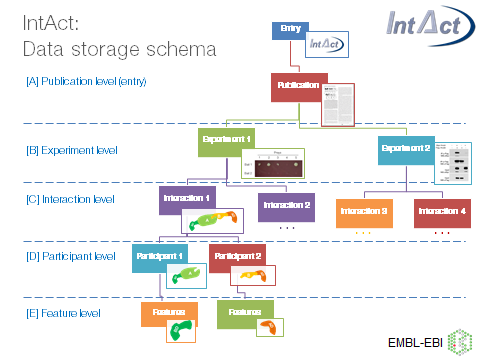 IntAct:
Data storage schema
IntAct
Entry
IntAct
[A] Publication level (entry)
Publication
[B] Experiment level
Experiment 1
Experiment 2
[C] Interaction level
Interaction 1
Interaction 2
Interaction 3
Interaction 4
. . .
. . .
. . .
[D] Participant level
Participant 1
Participant 2
[E] Feature level
Features
Features
EMBL-EBI